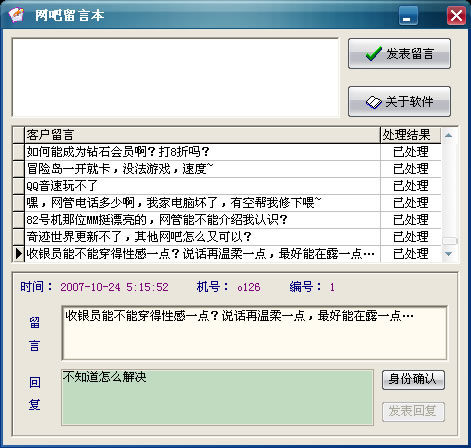 网吧留言本
发表留言
关于软件
客户留言 处理结果
如何能成为钻石会员啊？打8折吗？ 已处理
冒险岛一开就卡，没法游戏，速度~ 已处理
QQ音速玩不了 已处理
嘿，网管电话多少啊，我家电脑坏了，有空帮我修下喂~ 已处理
82号机那位MM挺漂亮的，网管能不能介绍我认识？ 已处理
奇迹世界更新不了，其他网吧怎么又可以？ 已处理
收银员能不能穿得性感一点？说话再温柔一点，最好能在露一点… 已处理
时间： 2007-10-24 5:15:52 机号： o126 编号： 1
留言
收银员能不能穿得性感一点？说话再温柔一点，最好能在露一点…
回复
不知道怎么解决
身份确认
发表回复